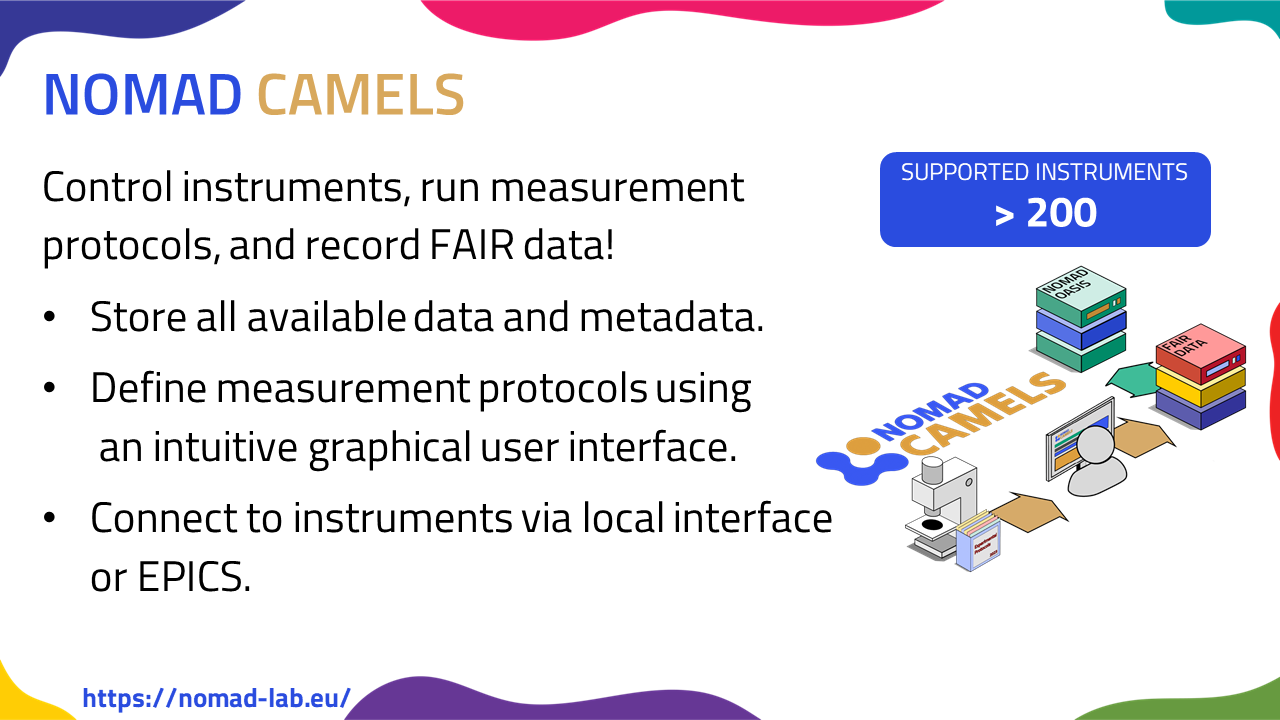 NOMAD CAMELS
Control instruments, run measurement
protocols, and record FAIR data!
• Store all available data and metadata.
• Define measurement protocols using
an intuitive graphical user interface.
• Connect to instruments via local interface
or EPICS.
SUPPORTED INSTRUMENTS
> 200
NOMAD
OASIS
FAIR
DATA
NOMAD
CAMELS
Experimental
Protocols
https://nomad-lab.eu/